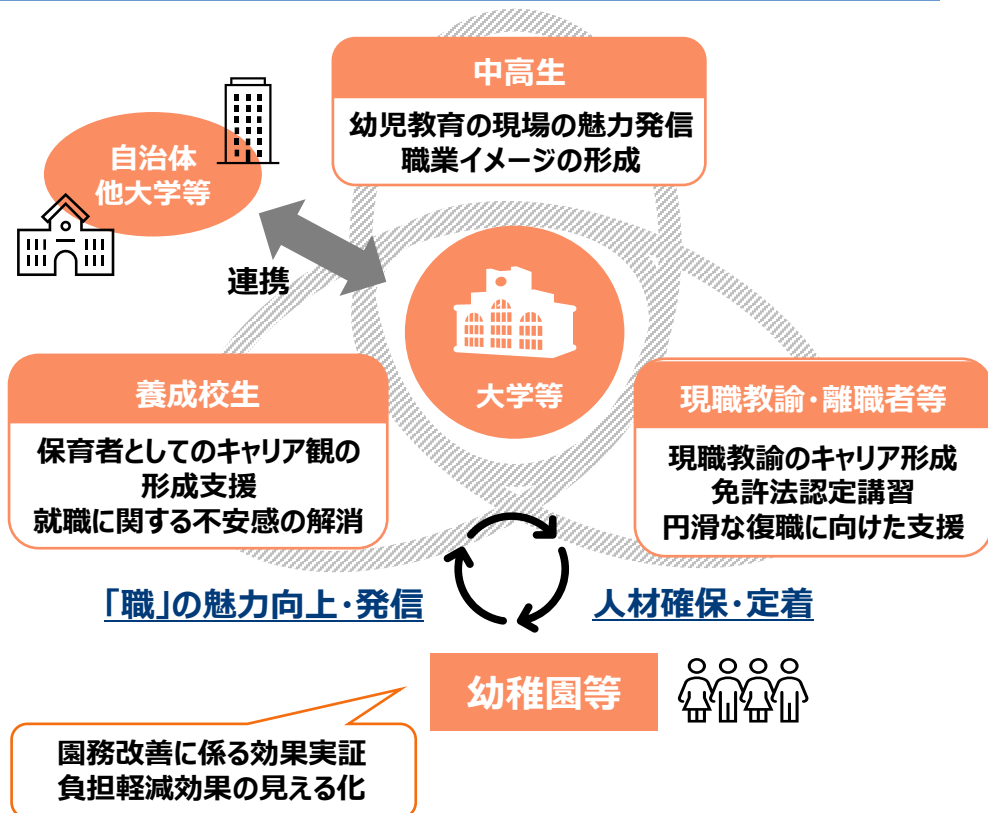 中高生
幼児教育の現場の魅力発信
職業イメージの形成
自治体
他大学等
連携
大学等
養成校生
保育者としてのキャリア観の
形成支援
就職に関する不安感の解消
現職教諭・離職者等
現職教諭のキャリア形成
免許法認定講習
円滑な復職に向けた支援
「職」の魅力向上・発信
人材確保・定着
幼稚園等
園務改善に係る効果実証
負担軽減効果の見える化